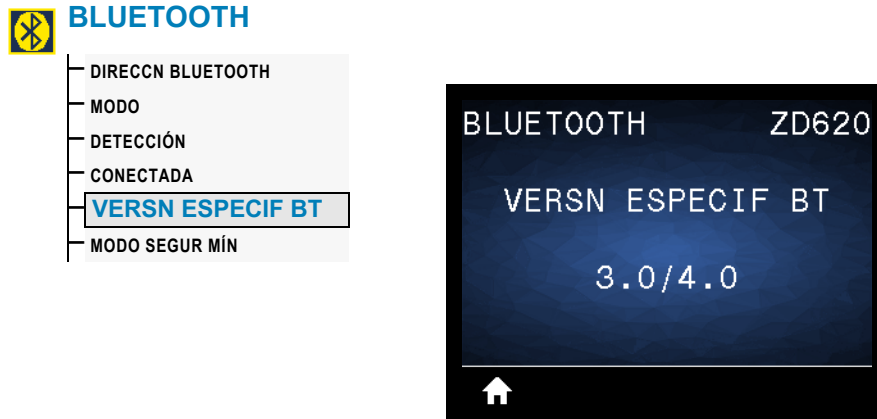 BLUETOOTH
DIRECCN BLUETOOTH
MODO
DETECCIÓN
CONECTADA
VERSN ESPECIF BT
MODO SEGUR MÍN
BLUETOOTH ZD620
VERSN ESPECIF BT
3.0/4.0